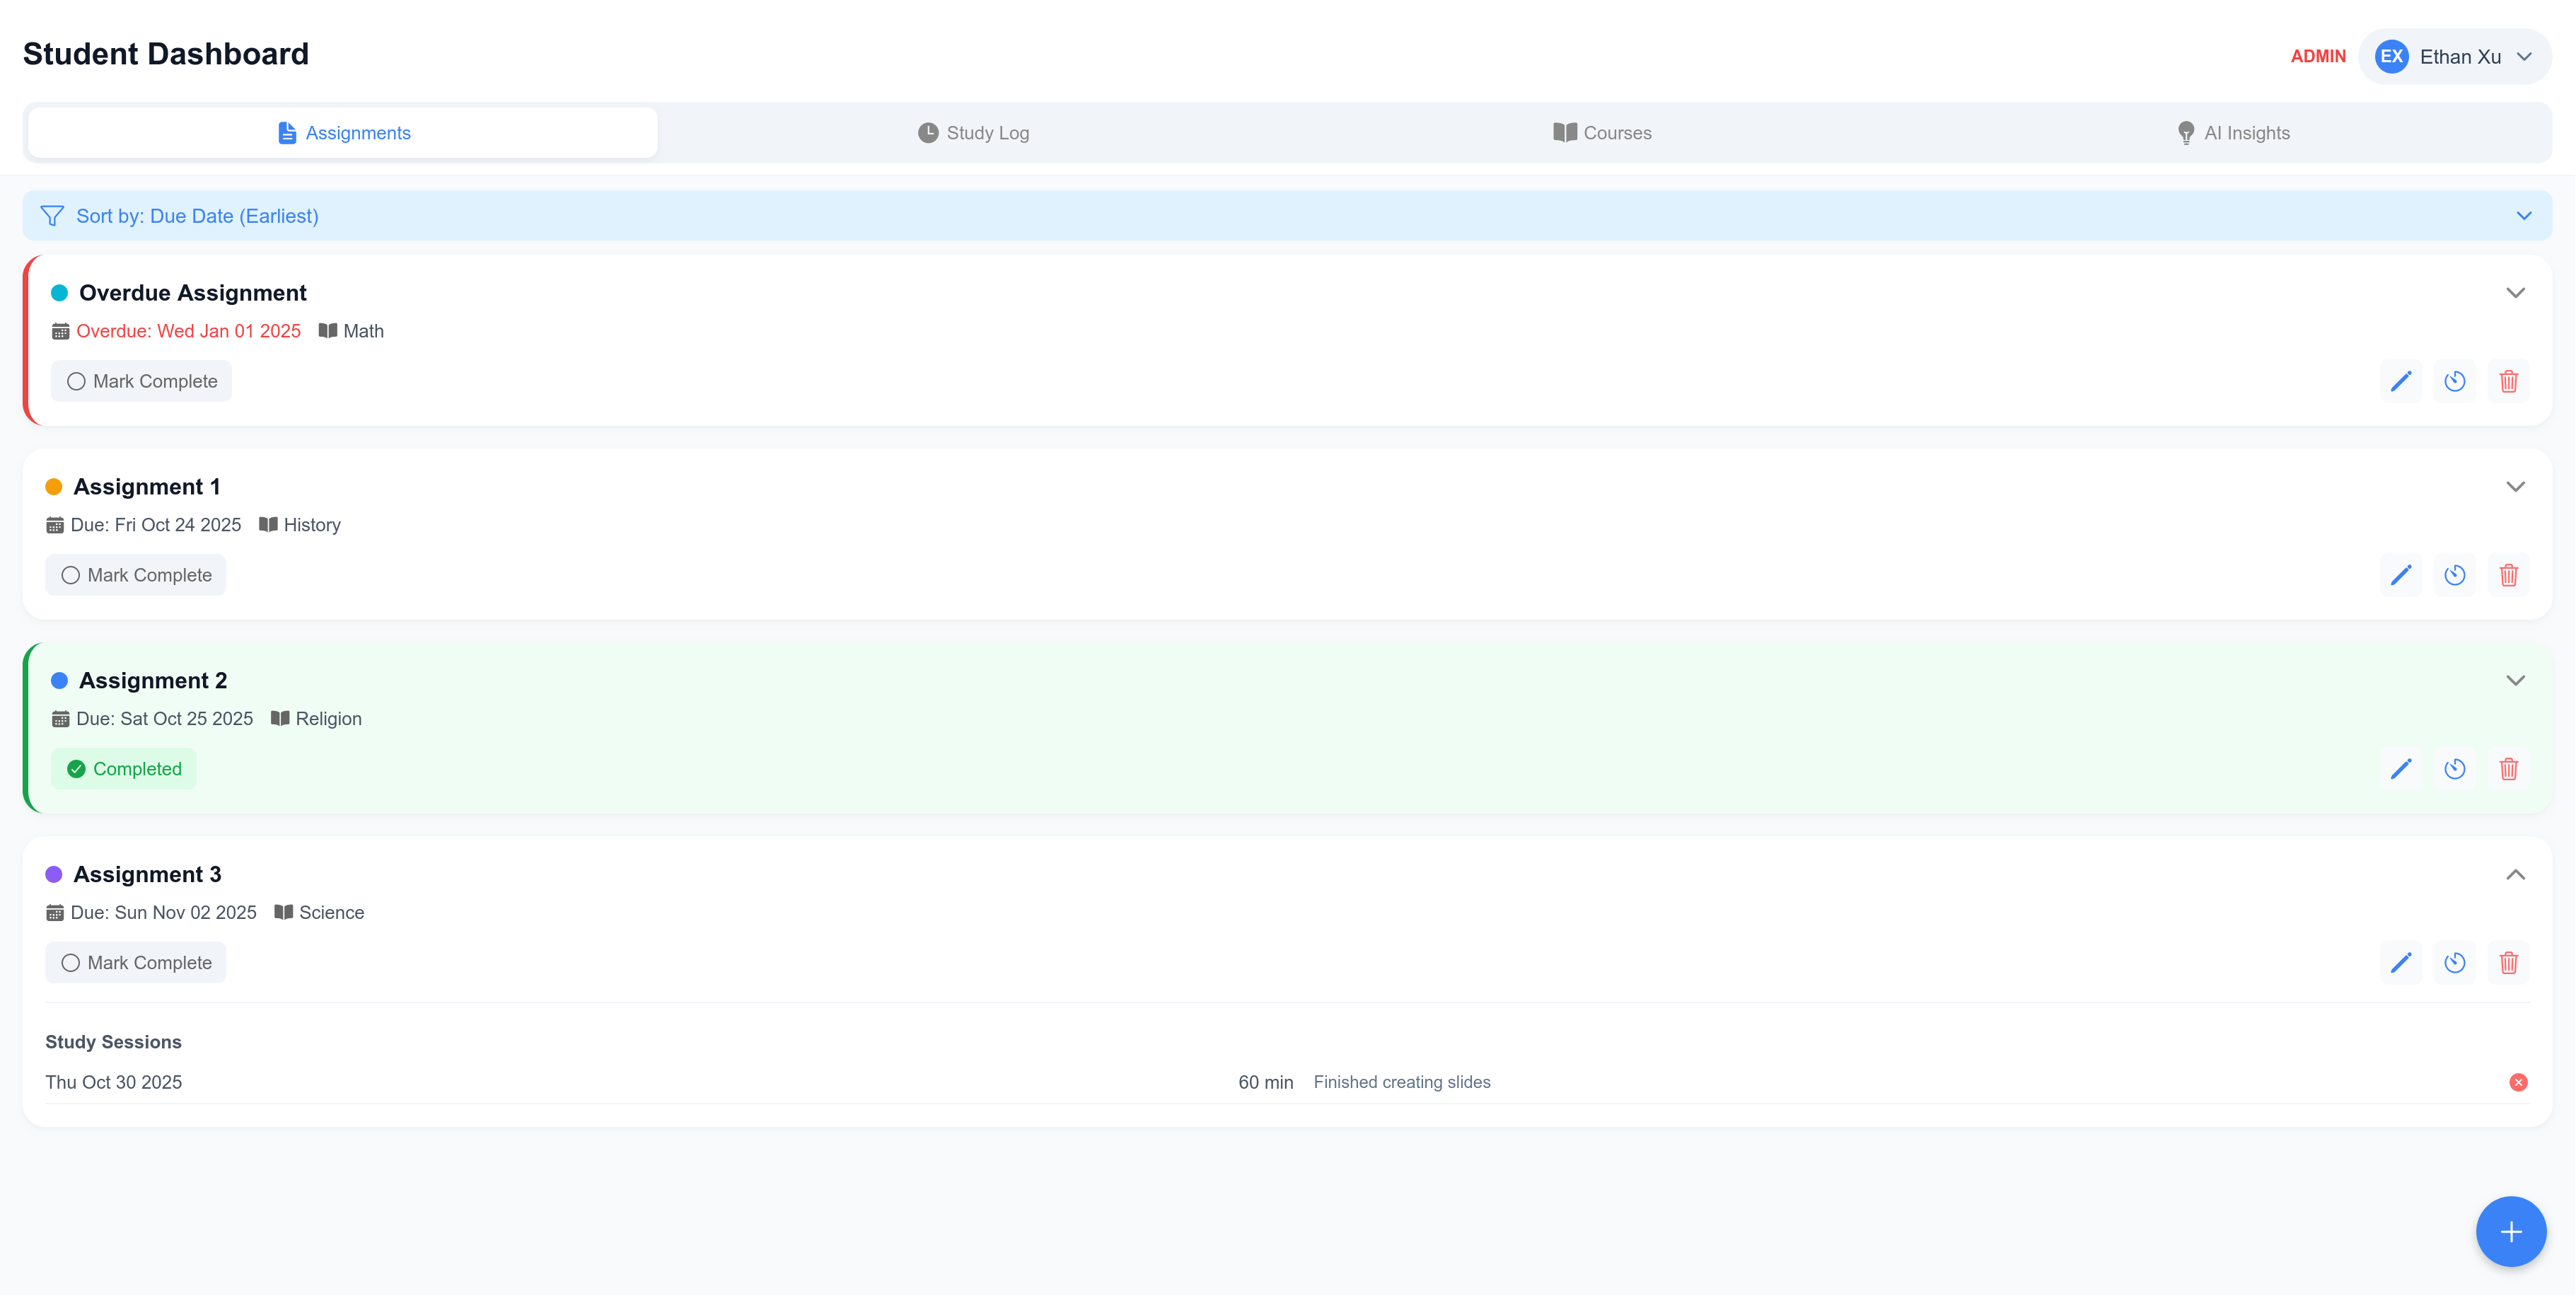 Student Dashboard
ADMIN EX Ethan Xu
Assignments Study Log Courses AI Insights
Sort by: Due Date (Earliest)
Overdue Assignment
Overdue: Wed Jan 01 2025 Math
Mark Complete
Assignment 1
Due: Fri Oct 24 2025 History
Mark Complete
Assignment 2
Due: Sat Oct 25 2025 Religion
Completed
Assignment 3
Due: Sun Nov 02 2025 Science
Mark Complete
Study Sessions
Thu Oct 30 2025 60 min Finished creating slides